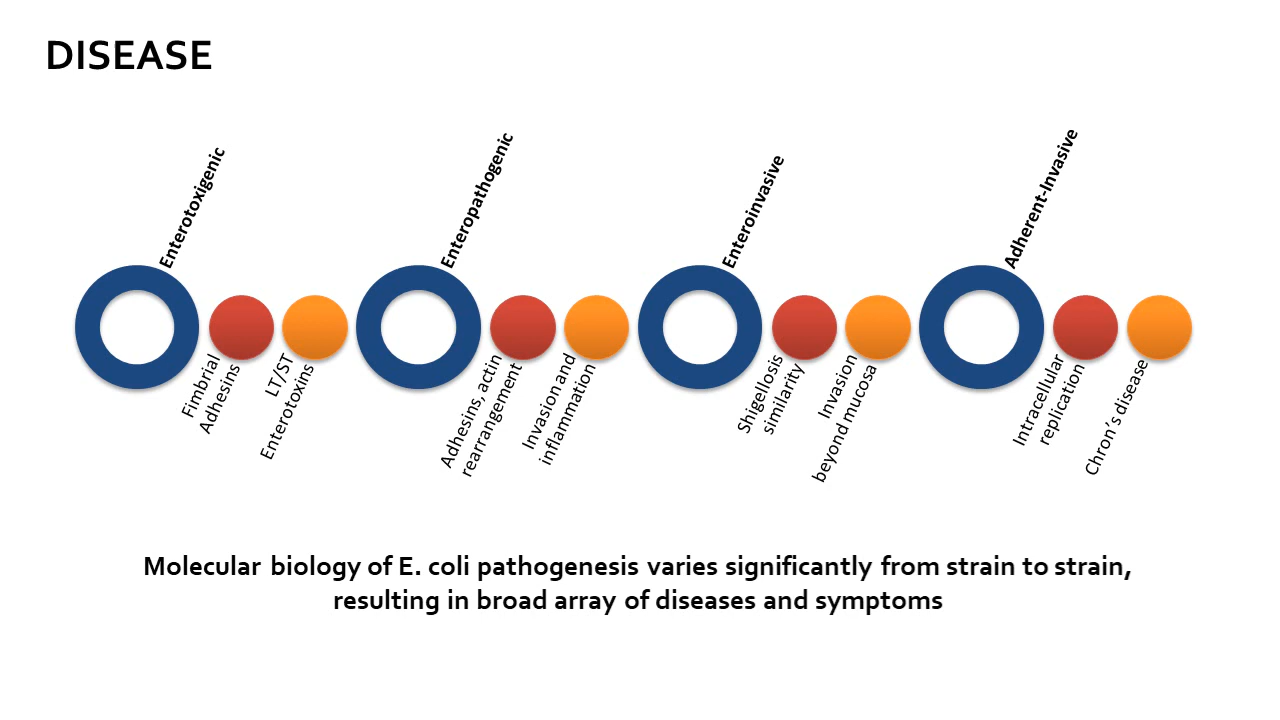 DISEASE
Enterotoxigenic
Fimbrial
Adhesins
LT/ST
Enterotoxins
Enteropathogenic
Adhesins, actin
rearrangement
Invasion and
inflammation
Enteroinvasive
Shigellosis
similarity
Invasion
beyond mucosa
Adherent-Invasive
Intracellular
replication
Chron’s disease
Molecular biology of E. coli pathogenesis varies significantly from strain to strain,
resulting in broad array of diseases and symptoms